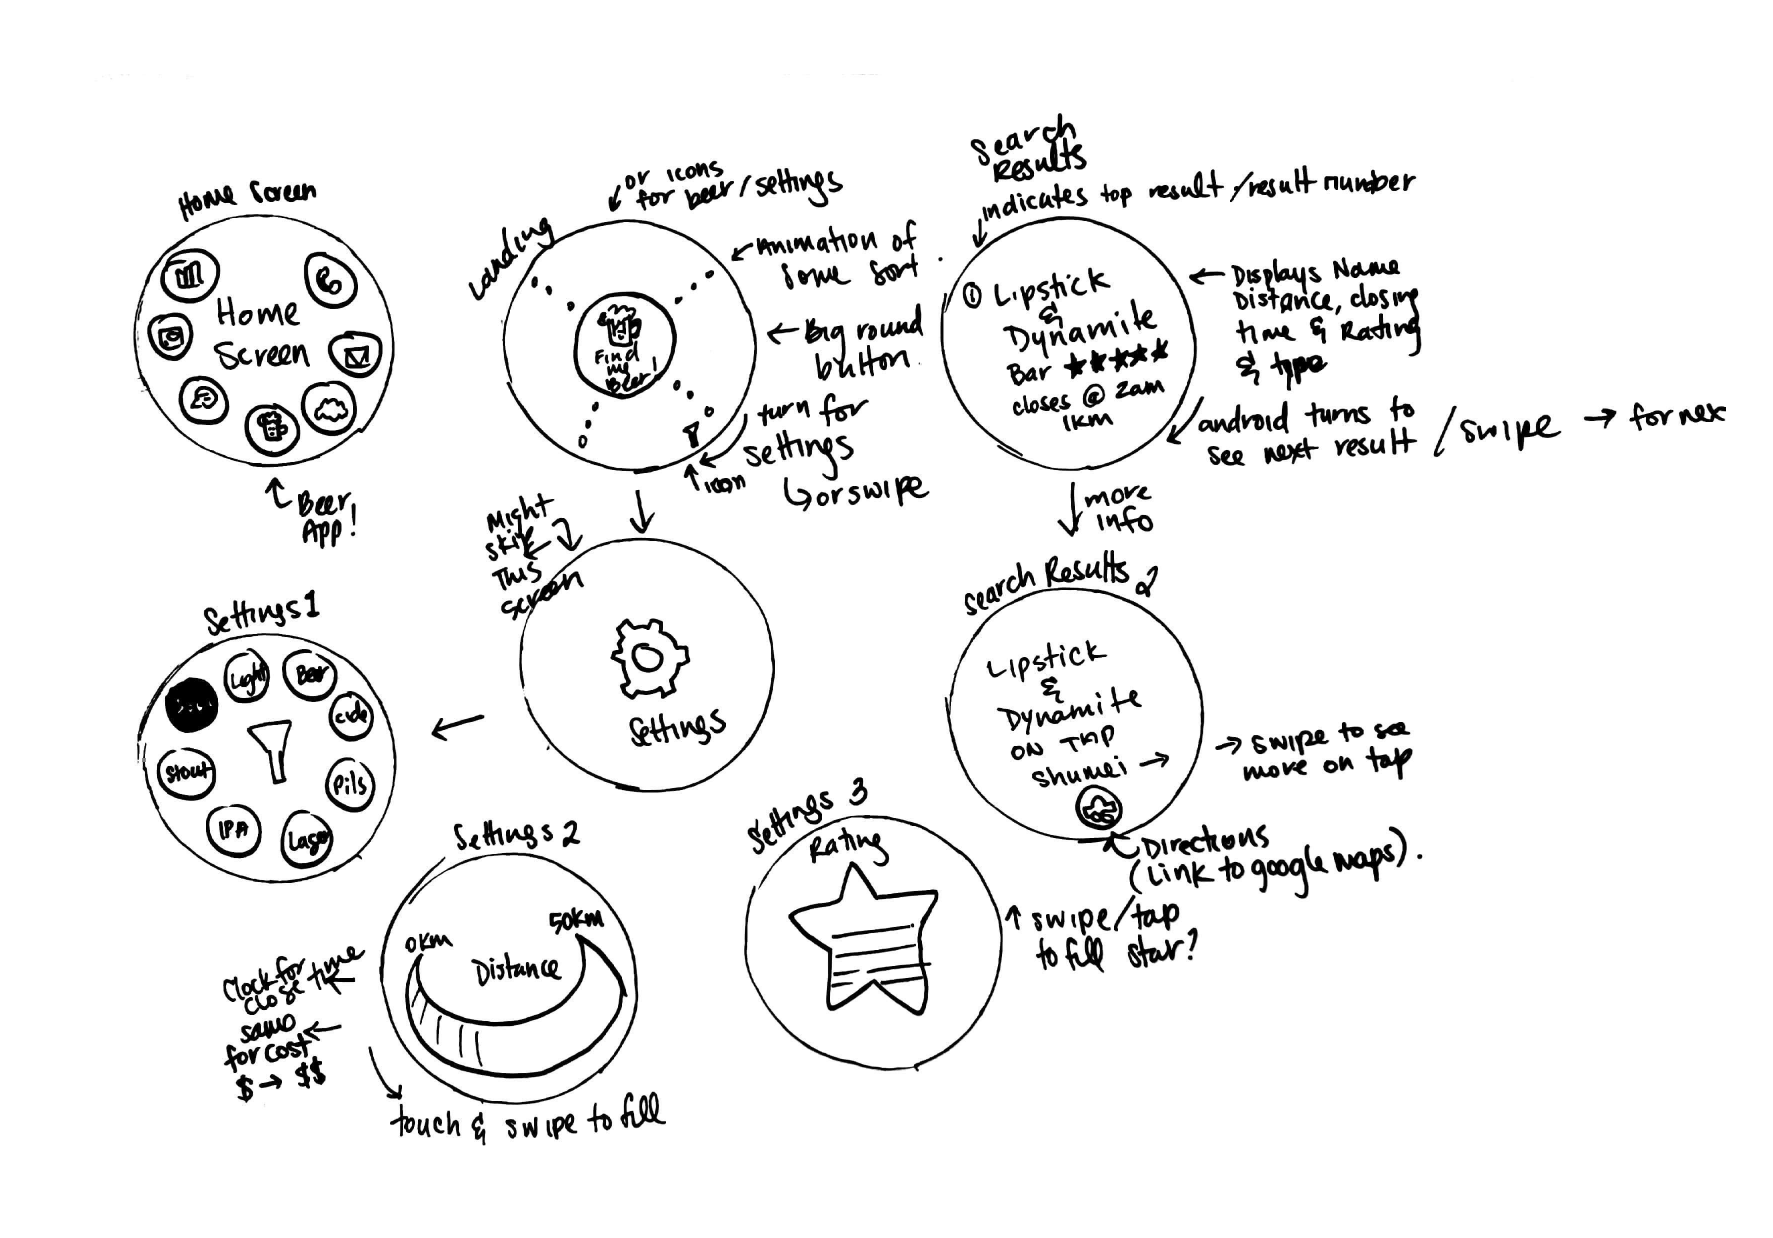 Home Screen
Home
Screen
Beer
App!
Landing
or icons
for beer/settings
Animation of
some sort.
Big round
button.
Find
me
Beer!
turn for
settings
or swipe
icon
Search
Results
indicates top result/result number
1 Lipstick
&
Dynamite
Bar ★★★★★
closes @ 2am
1km
Displays Name
Distance, closing
time & Rating
& type
android turns to
see next result / swipe → for nex
more
info
Might
skip
This
screen
Settings
Settings 1
Light
Beer
cide
Stout
Pils
IPA
Lager
Settings 2
0km
50km
Distance
Clock for
close time
same
for cost
$ → $$
touch & swipe to fill
Settings 3
Rating
↑ swipe/tap
to fill star?
Search Results 2
Lipstick
&
Dynamite
ON TAP
Shumei →
→ swipe to see
more on tap
Directions
(Link to google maps).